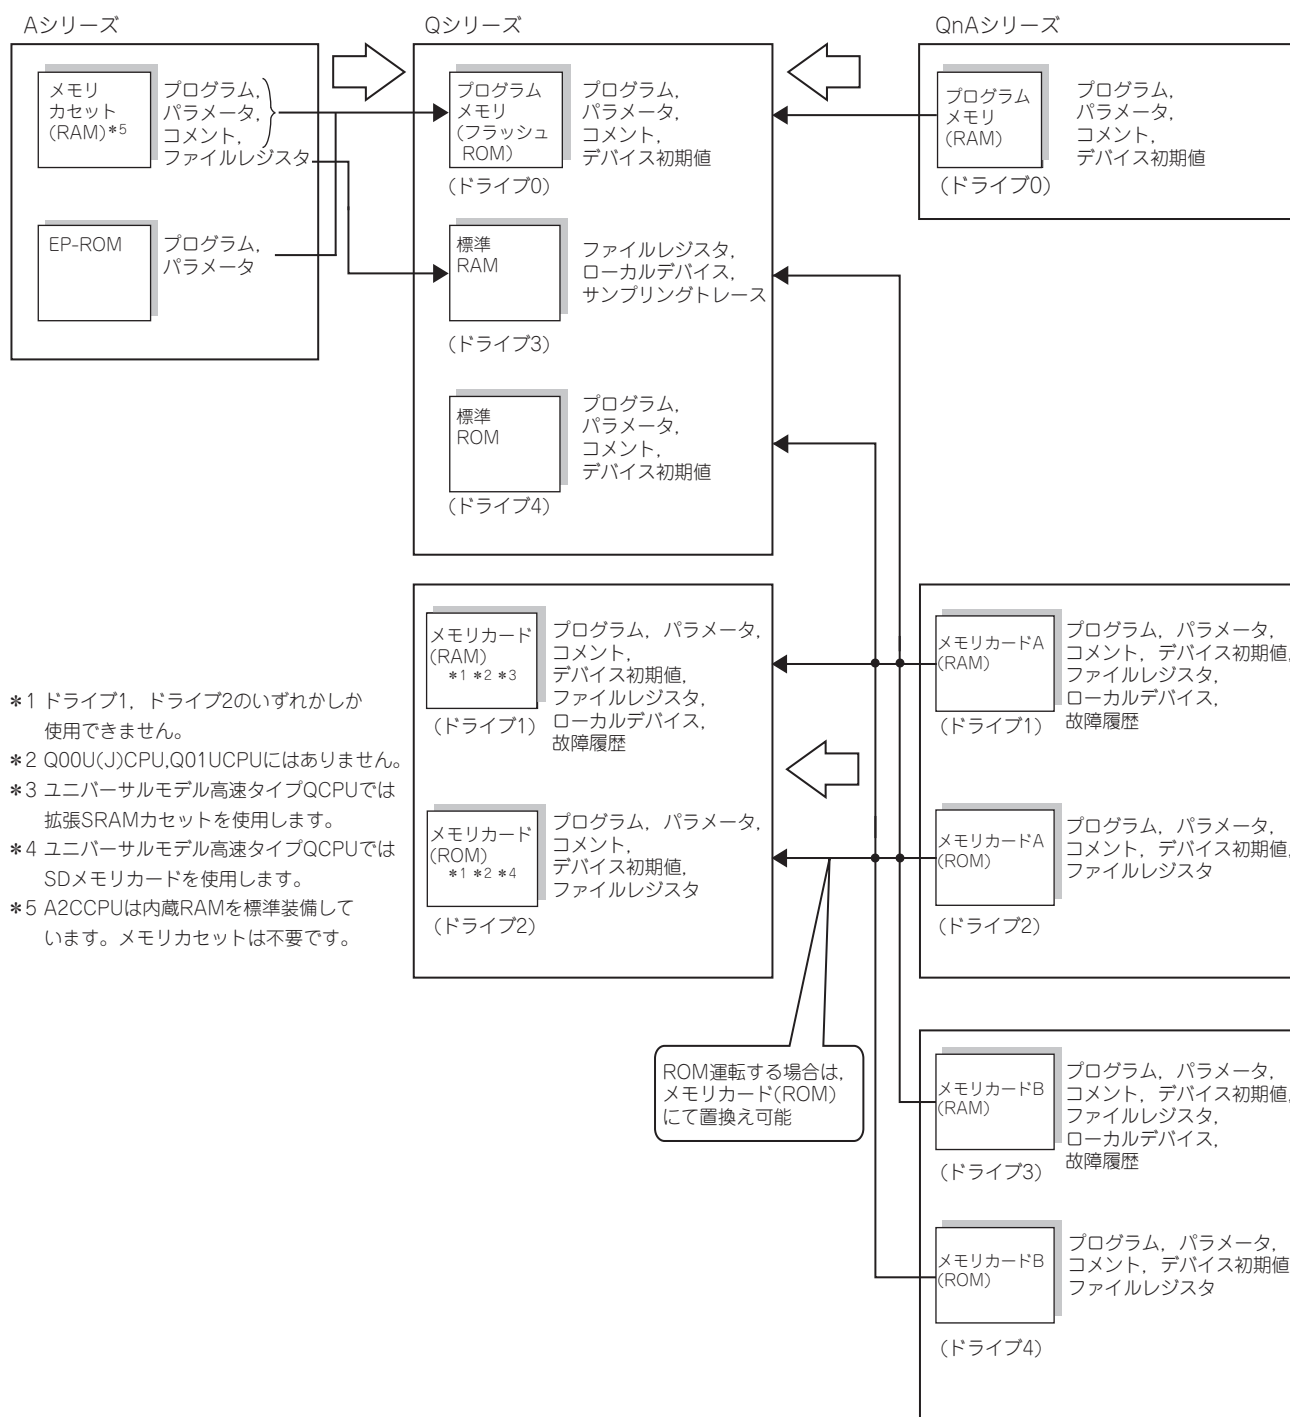 Aシリーズ
Qシリーズ
QnAシリーズ
メモリ
カセット
(RAM)*5
プログラム,
パラメータ,
コメント,
ファイルレジスタ
EP-ROM
プログラム,
パラメータ
プログラム
メモリ
(フラッシュ
ROM)
(ドライブ0)
プログラム,
パラメータ,
コメント,
デバイス初期値
標準
RAM
(ドライブ3)
ファイルレジスタ,
ローカルデバイス,
サンプリングトレース
標準
ROM
(ドライブ4)
プログラム,
パラメータ,
コメント,
デバイス初期値
プログラム
メモリ
(RAM)
(ドライブ0)
プログラム,
パラメータ,
コメント,
デバイス初期値
メモリカード
(RAM)
*1 *2 *3
(ドライブ1)
プログラム, パラメータ,
コメント,
デバイス初期値,
ファイルレジスタ,
ローカルデバイス,
故障履歴
メモリカード
(ROM)
*1 *2 *4
(ドライブ2)
プログラム, パラメータ,
コメント,
デバイス初期値,
ファイルレジスタ
メモリカードA
(RAM)
(ドライブ1)
プログラム, パラメータ,
コメント, デバイス初期値,
ファイルレジスタ,
ローカルデバイス,
故障履歴
メモリカードA
(ROM)
(ドライブ2)
プログラム, パラメータ,
コメント, デバイス初期値,
ファイルレジスタ
*1 ドライブ1, ドライブ2のいずれかしか
使用できません。
*2 Q00U(J)CPU,Q01UCPUにはありません。
*3 ユニバーサルモデル高速タイプQCPUでは
拡張SRAMカセットを使用します。
*4 ユニバーサルモデル高速タイプQCPUでは
SDメモリカードを使用します。
*5 A2CCPUは内蔵RAMを標準装備して
います。メモリカセットは不要です。
ROM運転する場合は,
メモリカード(ROM)
にて置換え可能
メモリカードB
(RAM)
(ドライブ3)
プログラム, パラメータ,
コメント, デバイス初期値,
ファイルレジスタ,
ローカルデバイス,
故障履歴
メモリカードB
(ROM)
(ドライブ4)
プログラム, パラメータ,
コメント, デバイス初期値
ファイルレジスタ